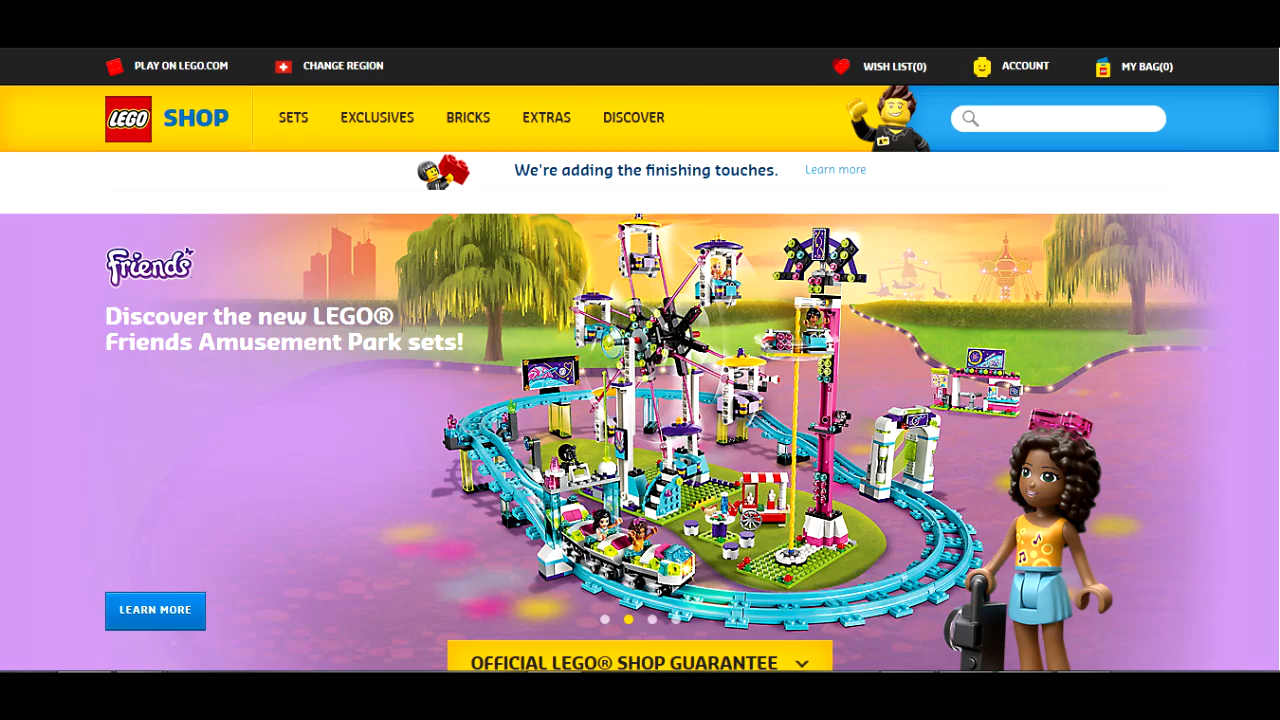 PLAY ON LEGO.COM
CHANGE REGION
WISH LIST(0)
ACCOUNT
MY BAG(0)
LEGO
SHOP
SETS
EXCLUSIVES
BRICKS
EXTRAS
DISCOVER
We're adding the finishing touches.
Learn more
Friends
Discover the new LEGO®
Friends Amusement Park sets!
LEARN MORE
OFFICIAL LEGO® SHOP GUARANTEE